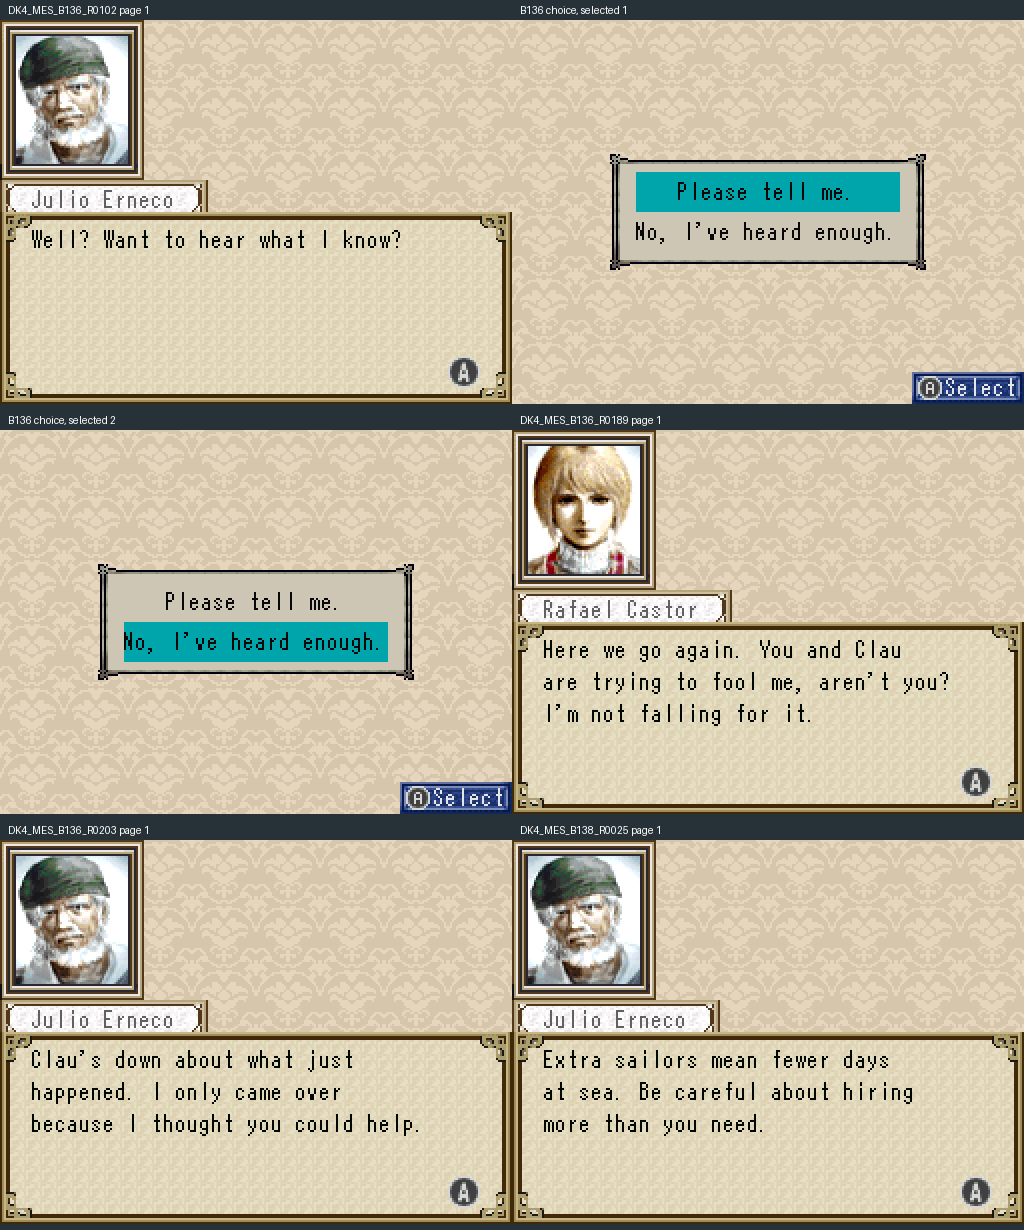 DK4_MES_B136_R0102 page 1
Julio Erneco
Well? Want to hear what I know?
A
B136 choice, selected 1
Please tell me.
No, I've heard enough.
A Select
B136 choice, selected 2
Please tell me.
No, I've heard enough.
A Select
DK4_MES_B136_R0189 page 1
Rafael Castor
Here we go again. You and Clau
are trying to fool me, aren't you?
I'm not falling for it.
A
DK4_MES_B136_R0203 page 1
Julio Erneco
Clau's down about what just
happened. I only came over
because I thought you could help.
A
DK4_MES_B138_R0025 page 1
Julio Erneco
Extra sailors mean fewer days
at sea. Be careful about hiring
more than you need.
A